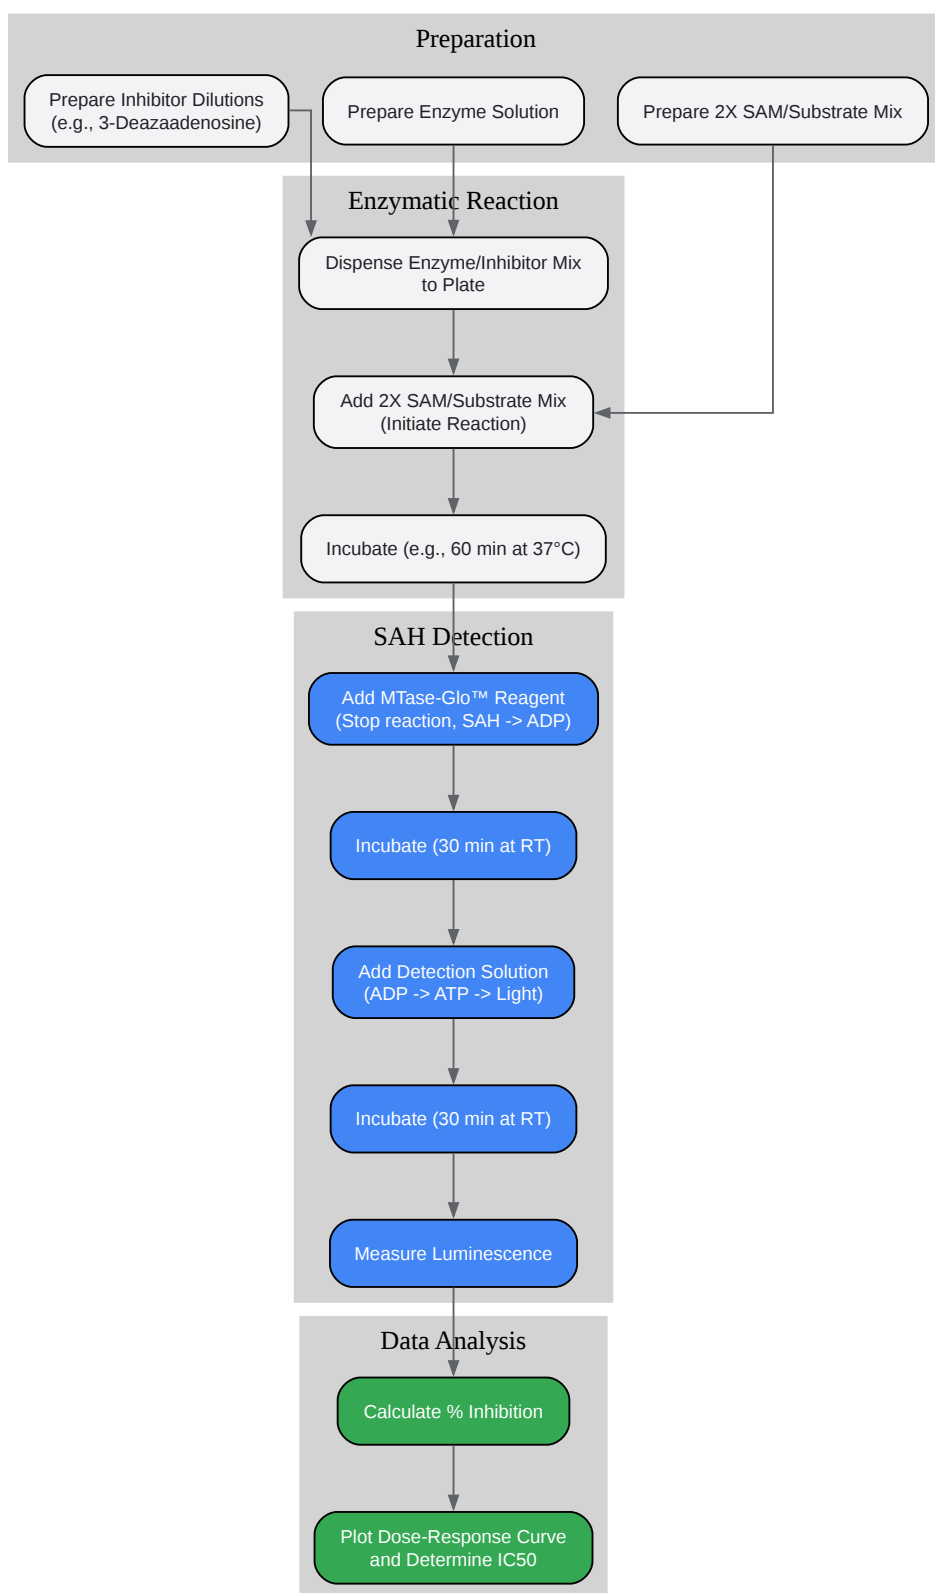 Preparation
Prepare Inhibitor Dilutions
(e.g., 3-Deazaadenosine)
Prepare Enzyme Solution
Prepare 2X SAM/Substrate Mix
Enzymatic Reaction
Dispense Enzyme/Inhibitor Mix
to Plate
Add 2X SAM/Substrate Mix
(Initiate Reaction)
Incubate (e.g., 60 min at 37°C)
SAH Detection
Add MTase-Glo™ Reagent
(Stop reaction, SAH -> ADP)
Incubate (30 min at RT)
Add Detection Solution
(ADP -> ATP -> Light)
Incubate (30 min at RT)
Measure Luminescence
Data Analysis
Calculate % Inhibition
Plot Dose-Response Curve
and Determine IC50